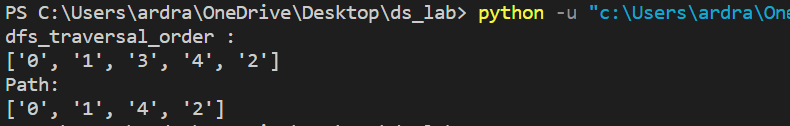 PS C:\Users\ardra\OneDrive\Desktop\ds_lab> python -u "c:\Users\ardra\One
dfs_traversal_order :
['0', '1', '3', '4', '2']
Path:
['0', '1', '4', '2']